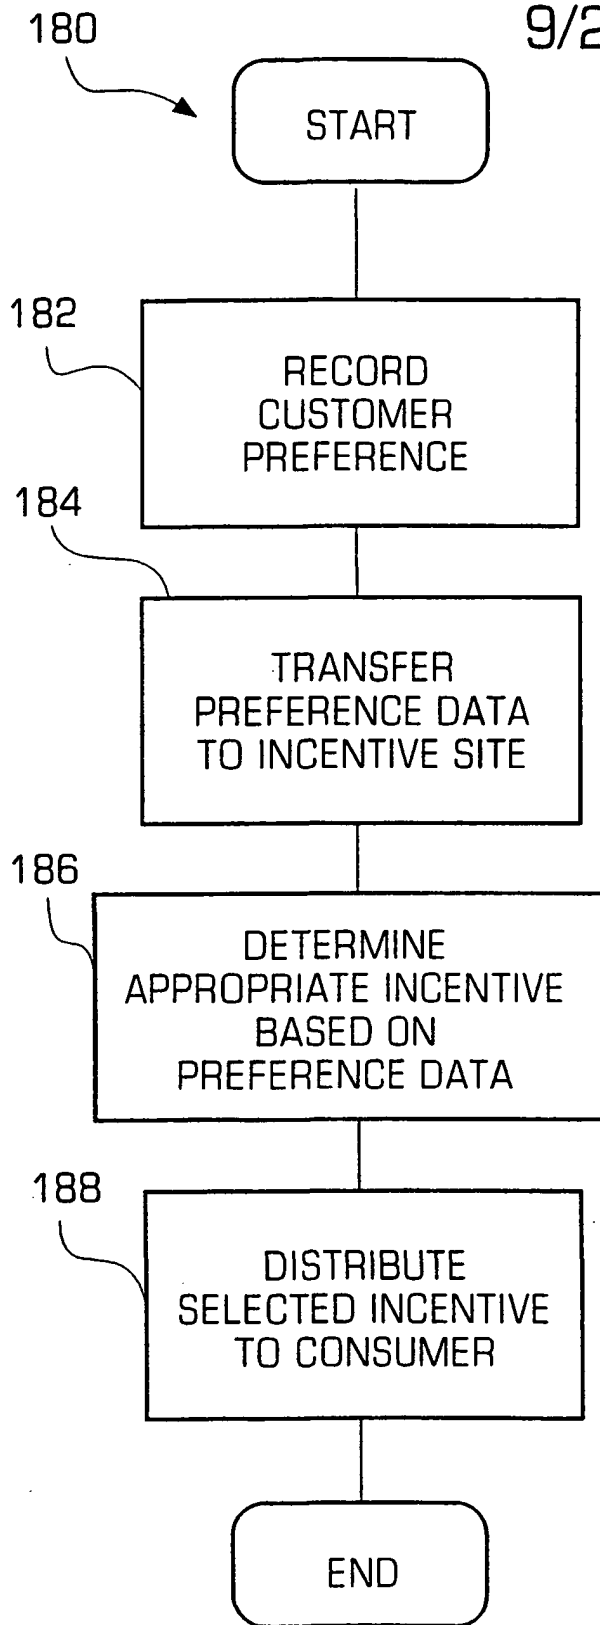 180
9/2
START
182
RECORD
CUSTOMER
PREFERENCE
184
TRANSFER
PREFERENCE DATA
TO INCENTIVE SITE
186
DETERMINE
APPROPRIATE INCENTIVE
BASED ON
PREFERENCE DATA
188
DISTRIBUTE
SELECTED INCENTIVE
TO CONSUMER
END